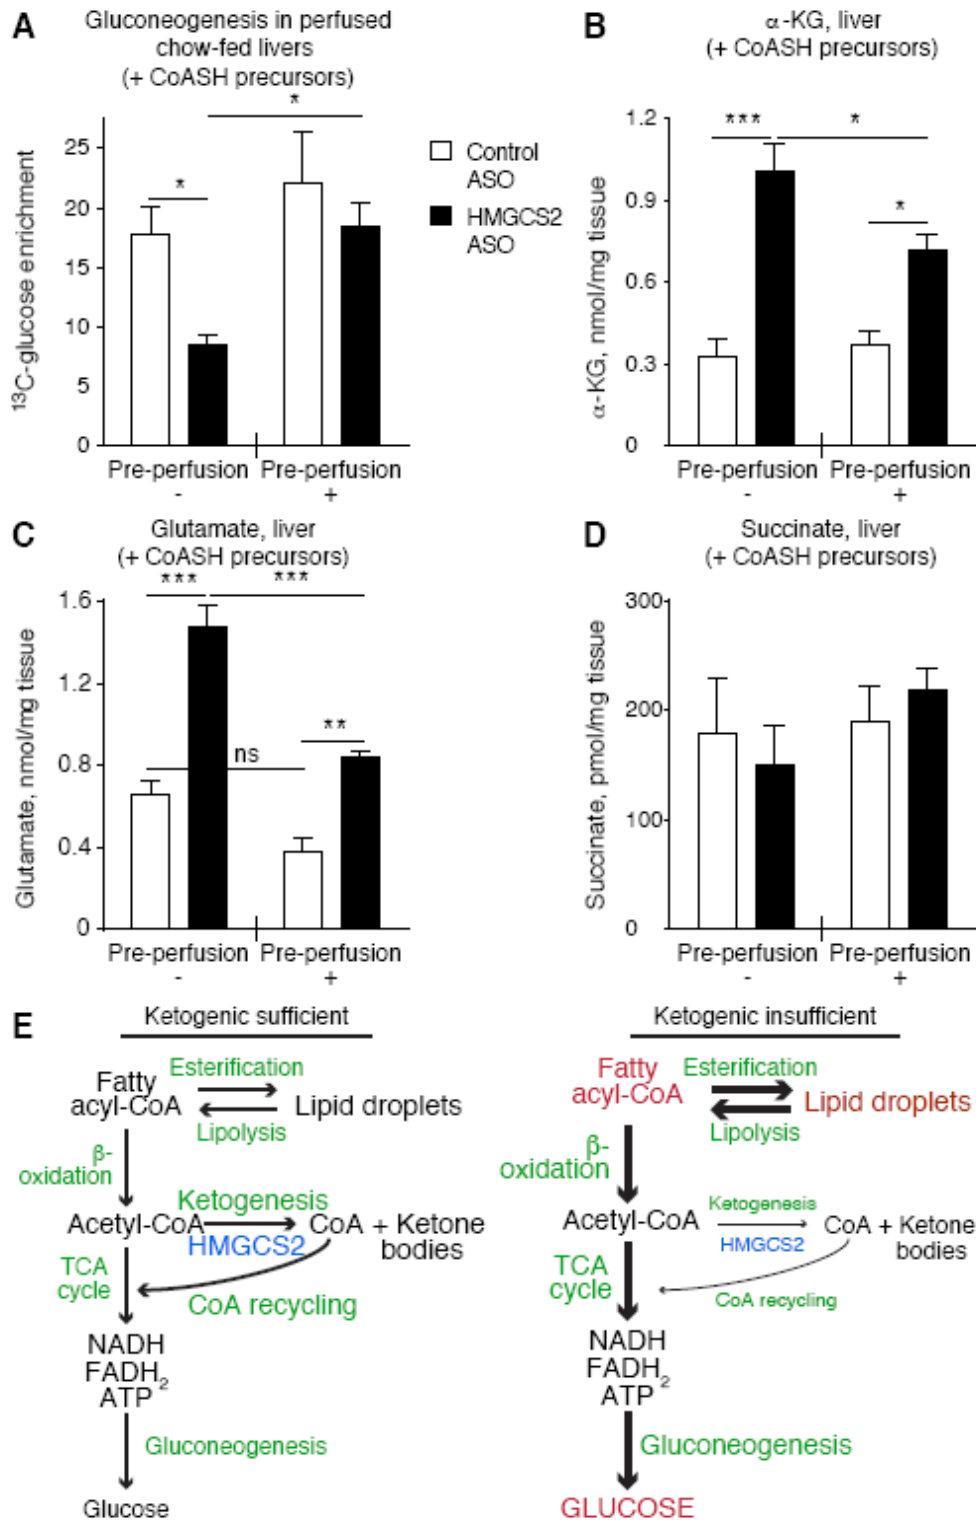 A
Gluconeogenesis in perfused
chow-fed livers
(+ CoASH precursors)
¹³C-glucose enrichment
25
20
15
10
5
0
*
*
Pre-perfusion Pre-perfusion
- +
Control
ASO
HMGCS2
ASO
B
α-KG, liver
(+ CoASH precursors)
α-KG, nmol/mg tissue
1.2
0.9
0.6
0.3
0
***
*
*
Pre-perfusion Pre-perfusion
- +
C
Glutamate, liver
(+ CoASH precursors)
Glutamate, nmol/mg tissue
1.6
1.2
0.8
0.4
0
***
***
ns
**
Pre-perfusion Pre-perfusion
- +
D
Succinate, liver
(+ CoASH precursors)
Succinate, pmol/mg tissue
300
200
100
0
Pre-perfusion Pre-perfusion
- +
E
Ketogenic sufficient
Fatty
acyl-CoA
Esterification
Lipolysis
Lipid droplets
β-
oxidation
Acetyl-CoA
Ketogenesis
HMGCS2
CoA + Ketone
bodies
TCA
cycle
CoA recycling
NADH
FADH₂
ATP
Gluconeogenesis
Glucose
Ketogenic insufficient
Fatty
acyl-CoA
Esterification
Lipolysis
Lipid droplets
β-
oxidation
Acetyl-CoA
Ketogenesis
HMGCS2
CoA + Ketone
bodies
TCA
cycle
CoA recycling
NADH
FADH₂
ATP
Gluconeogenesis
GLUCOSE